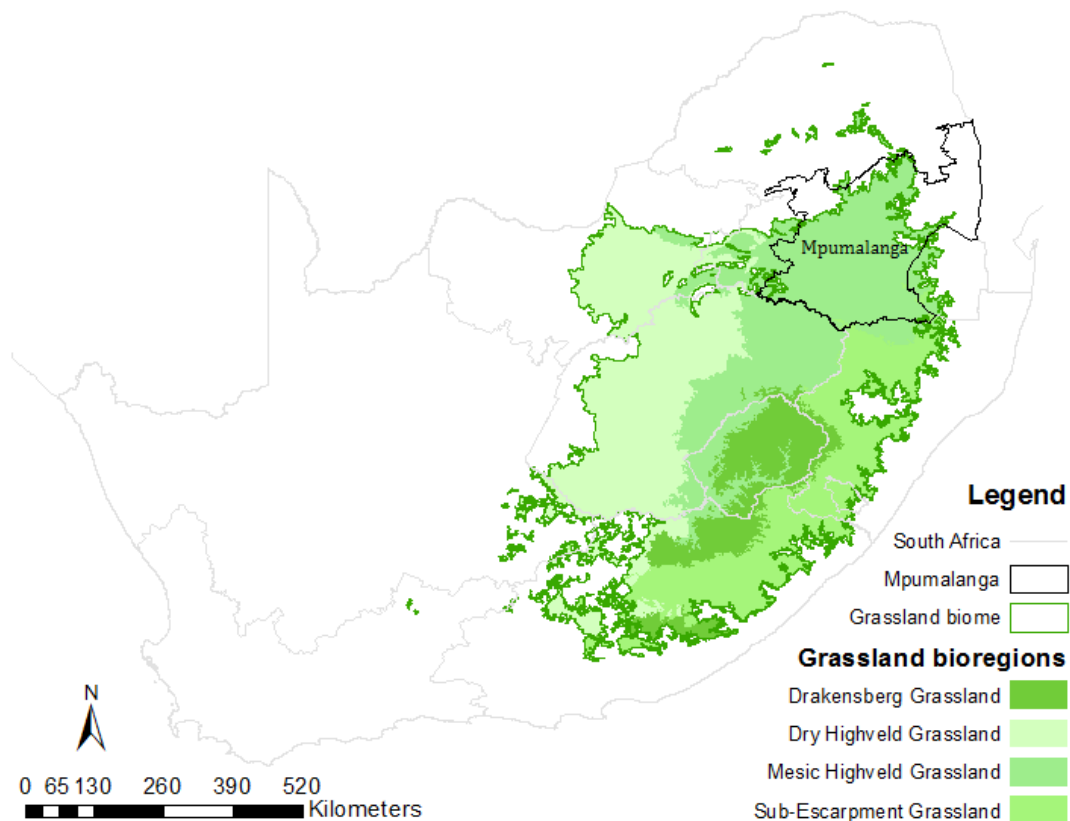 Mpumalanga
Legend
South Africa
Mpumalanga
Grassland biome
Grassland bioregions
Drakensberg Grassland
Dry Highveld Grassland
Mesic Highveld Grassland
Sub-Escarpment Grassland
N
0 65 130 260 390 520
Kilometers